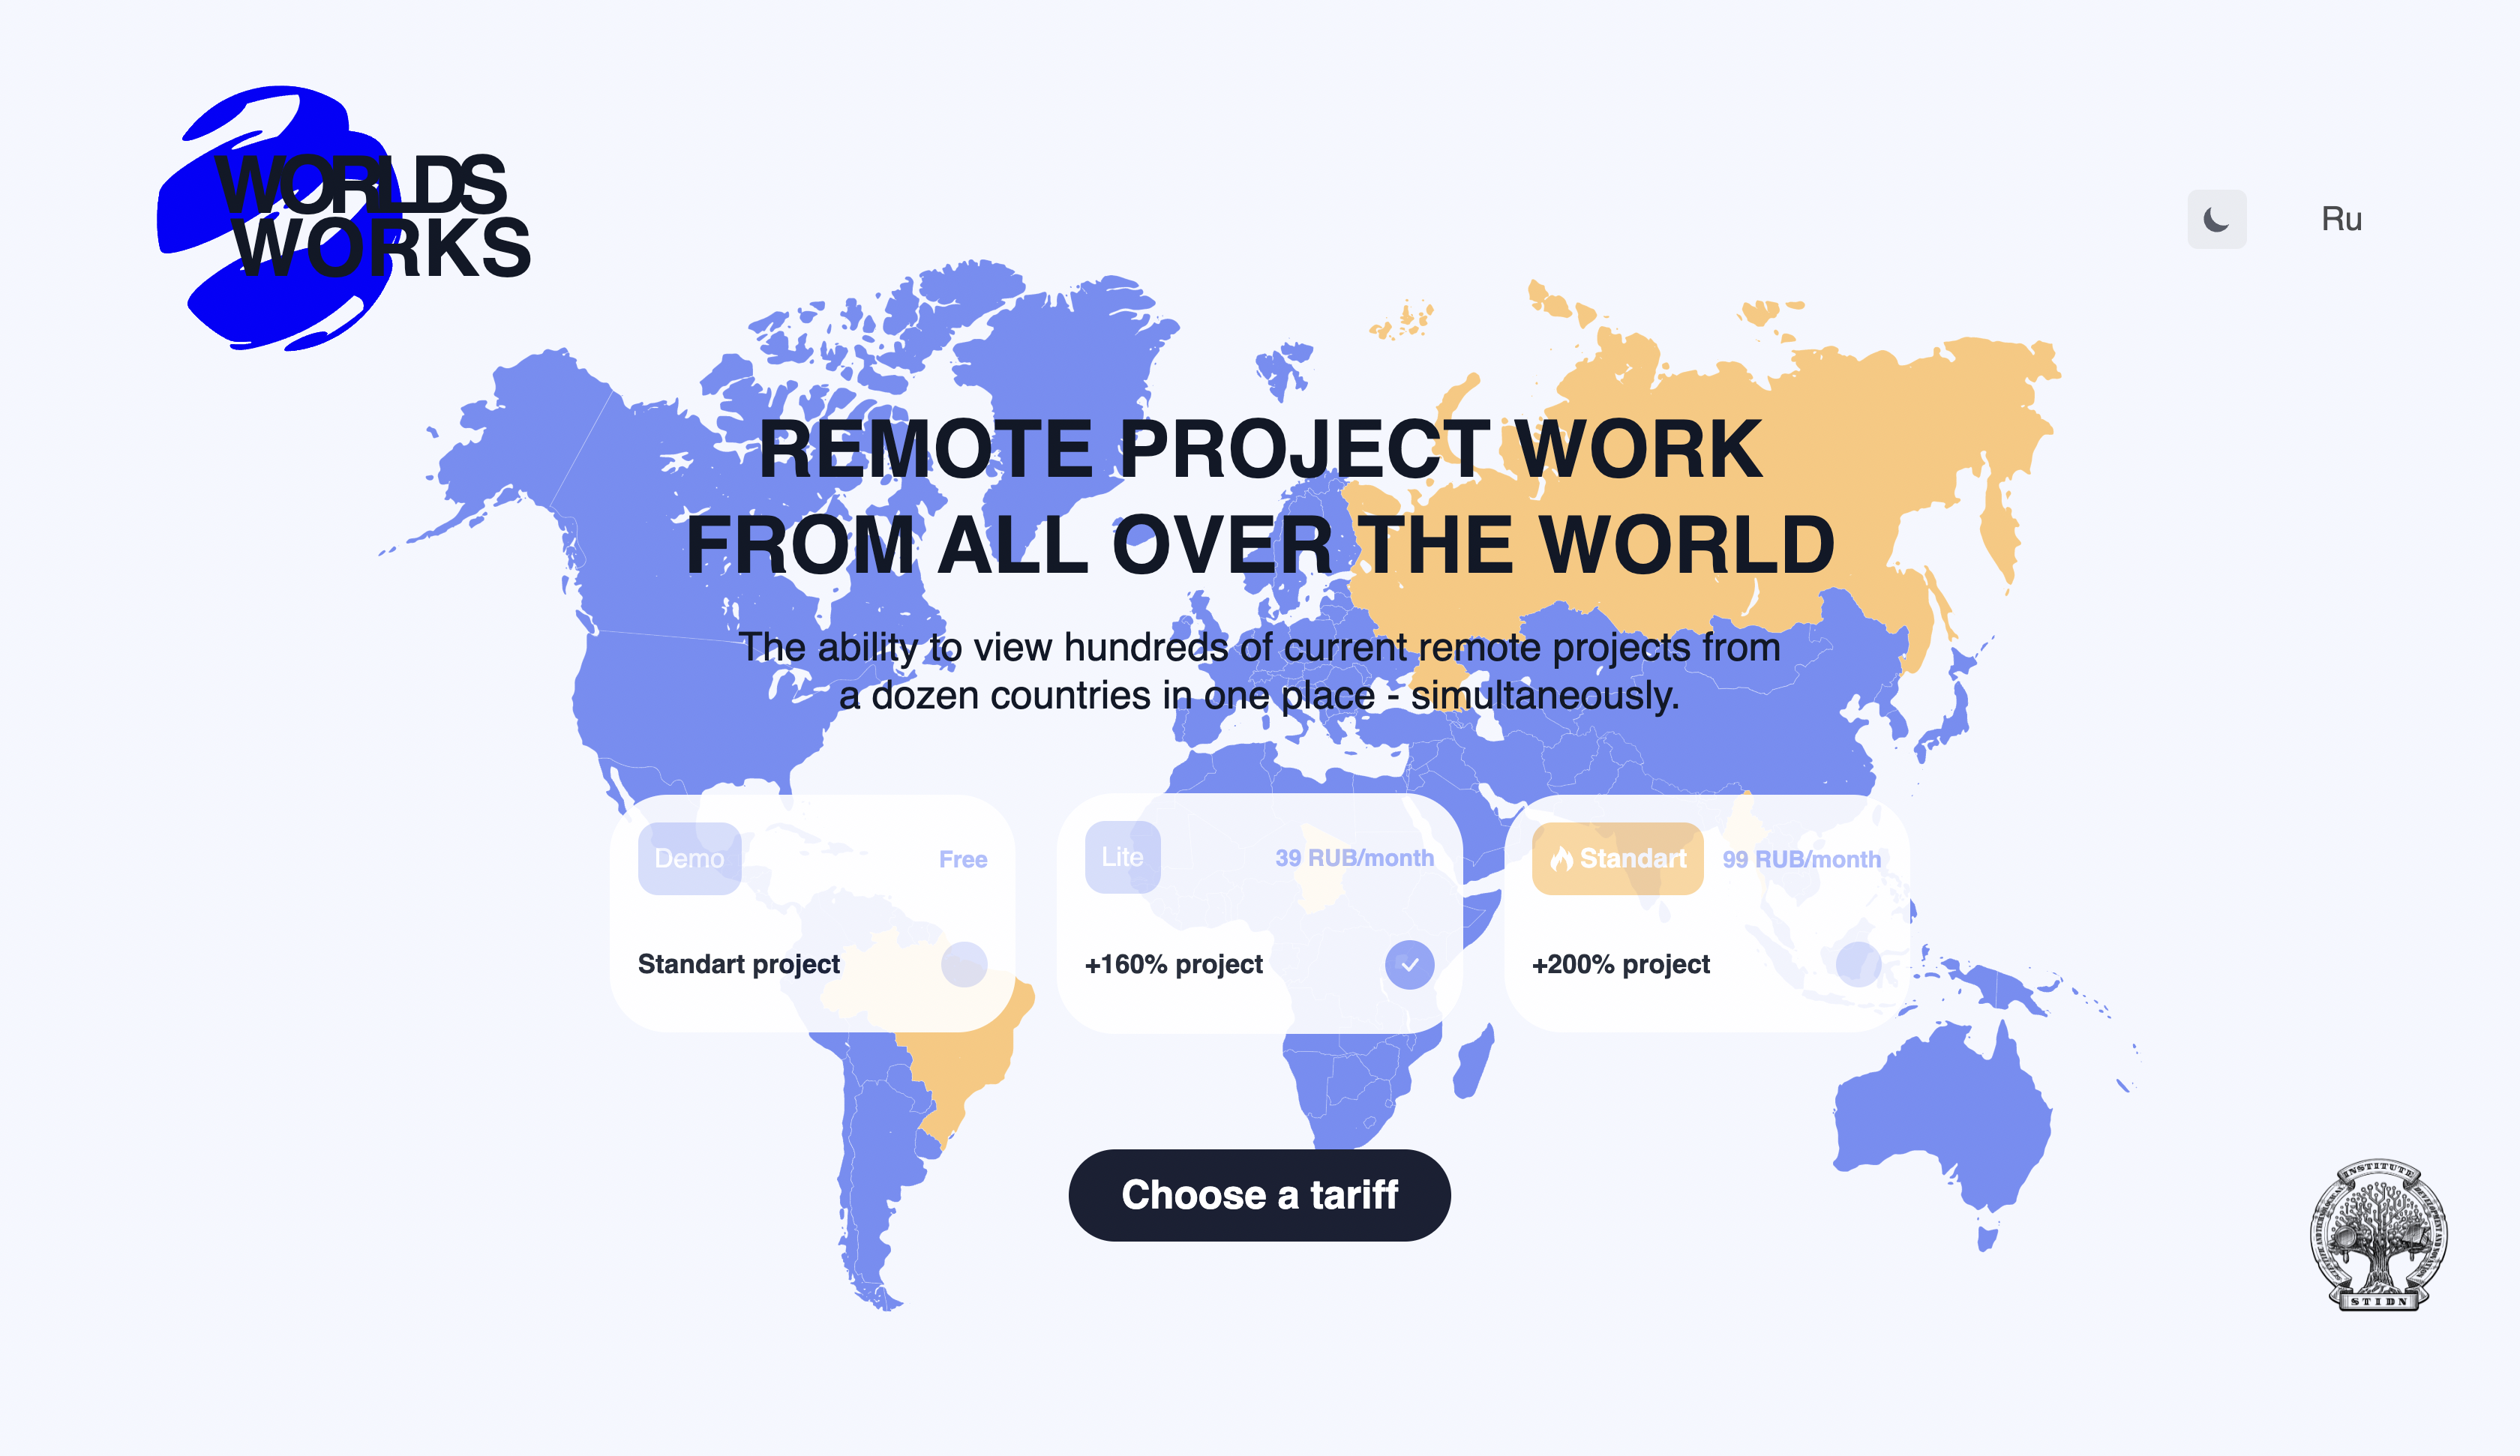 WORLDS
WORKS
Ru
REMOTE PROJECT WORK
FROM ALL OVER THE WORLD
The ability to view hundreds of current remote projects from
a dozen countries in one place - simultaneously.
Demo
Free
Standart project
Lite
39 RUB/month
+160% project
Standart
99 RUB/month
+200% project
Choose a tariff
INSTITUTE
STIDN